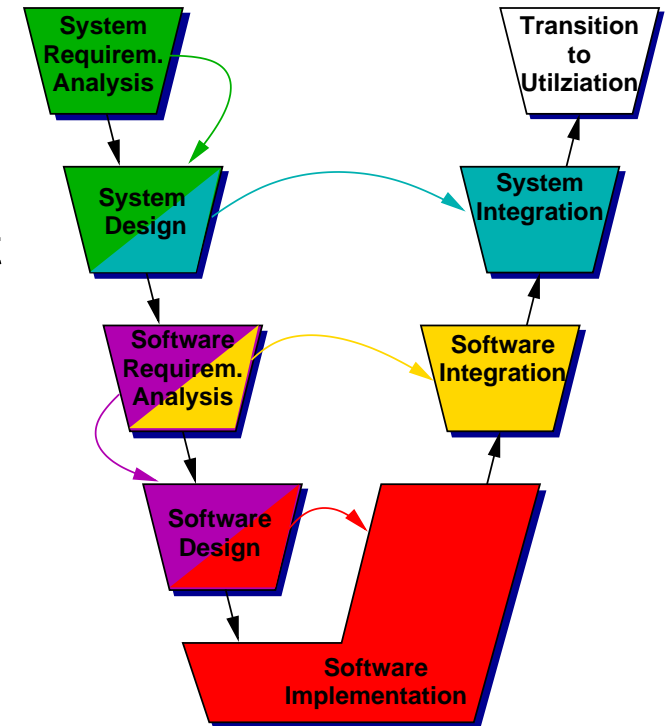 System
Requirem.
Analysis
Transition
to
Utilziation
System
Design
System
Integration
Software
Requirem.
Analysis
Software
Integration
Software
Design
Software
Implementation